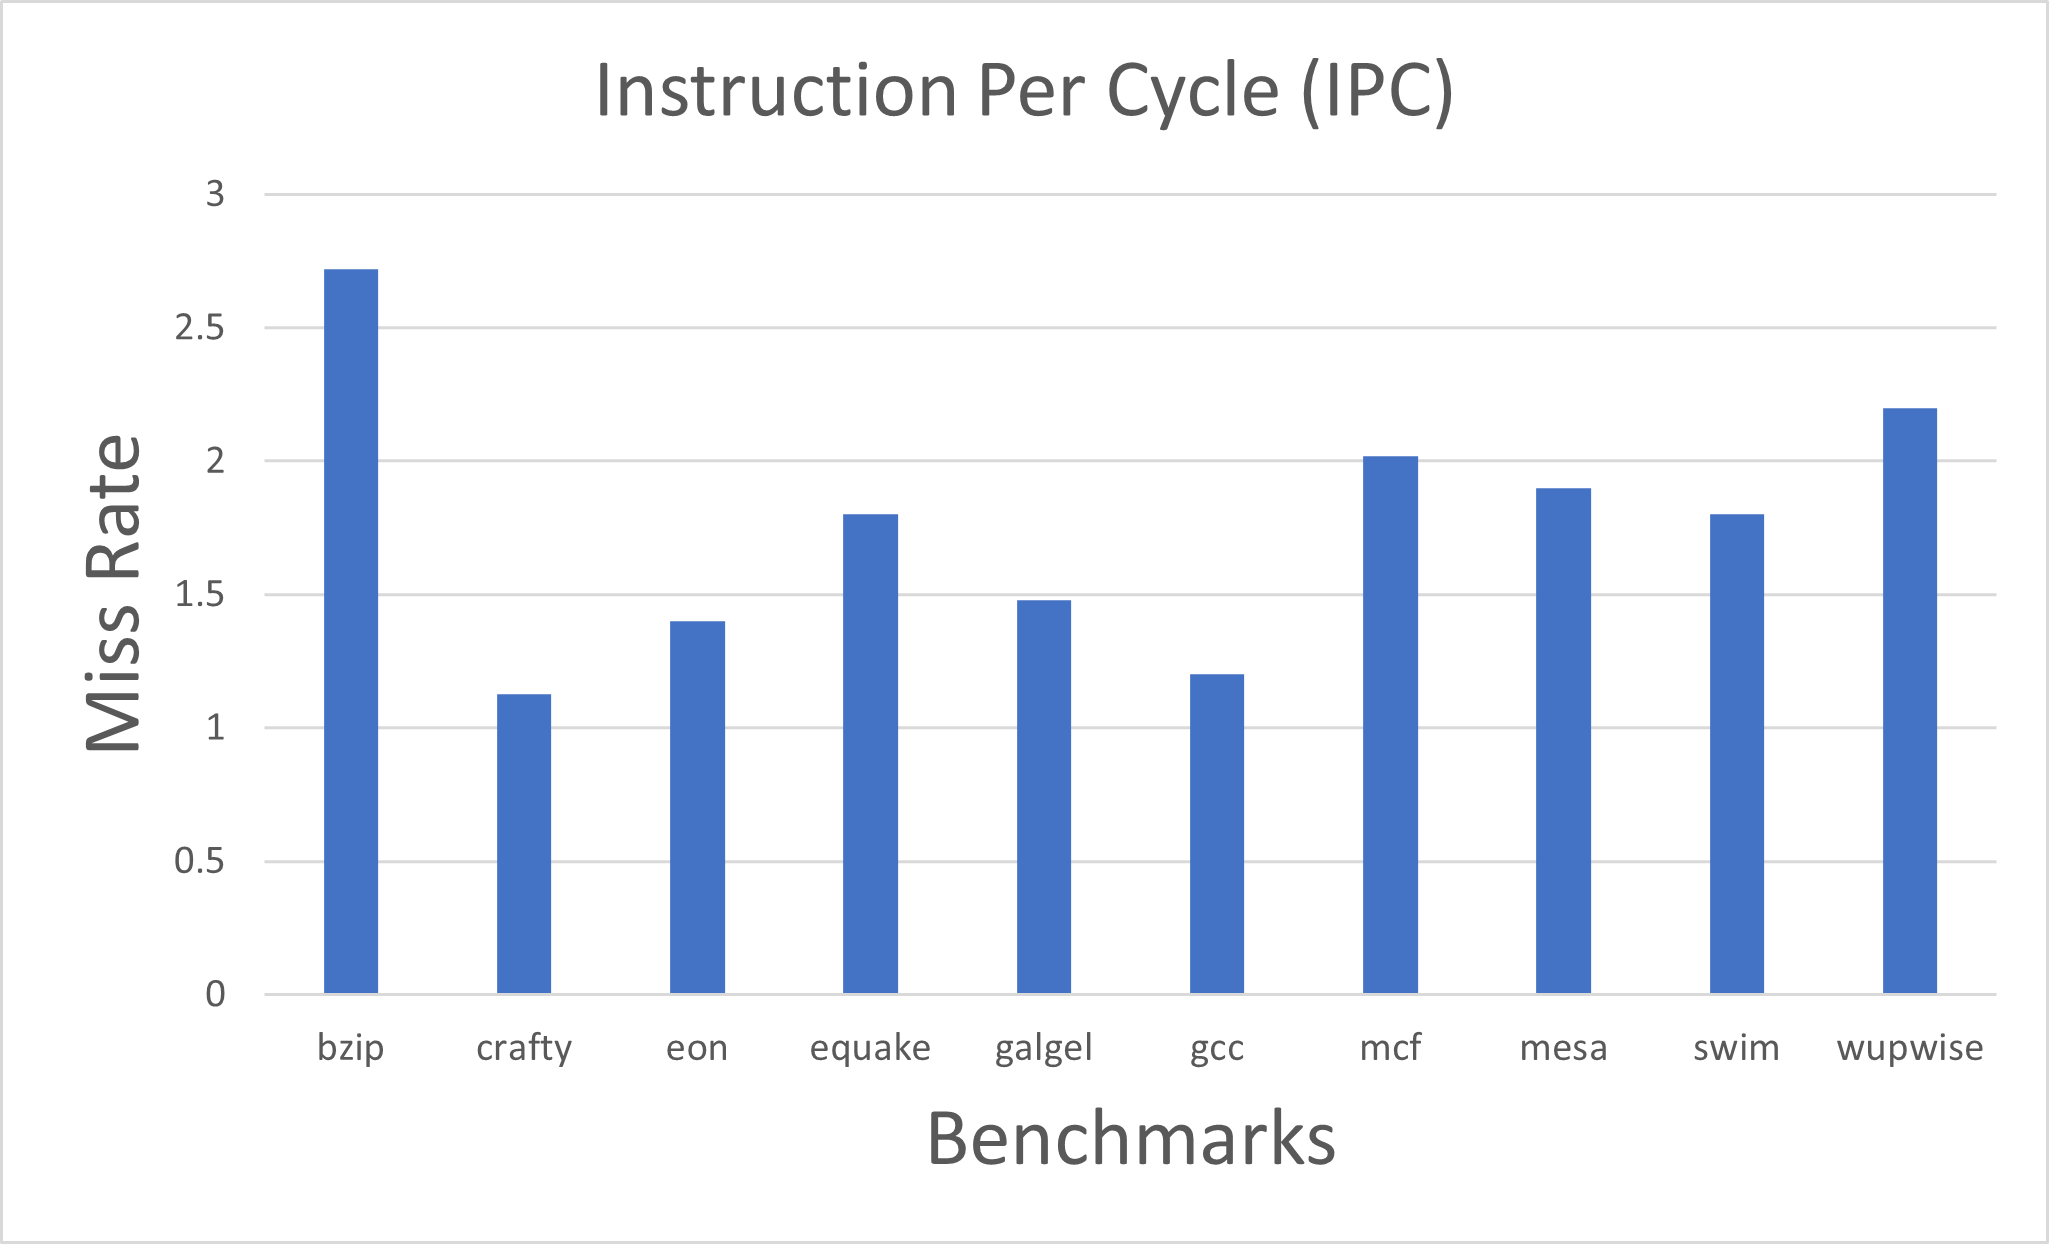 Instruction Per Cycle (IPC)
3
2.5
2
1.5
1
0.5
0
Miss Rate
bzip crafty eon equake galgel gcc mcf mesa swim wupwise
Benchmarks